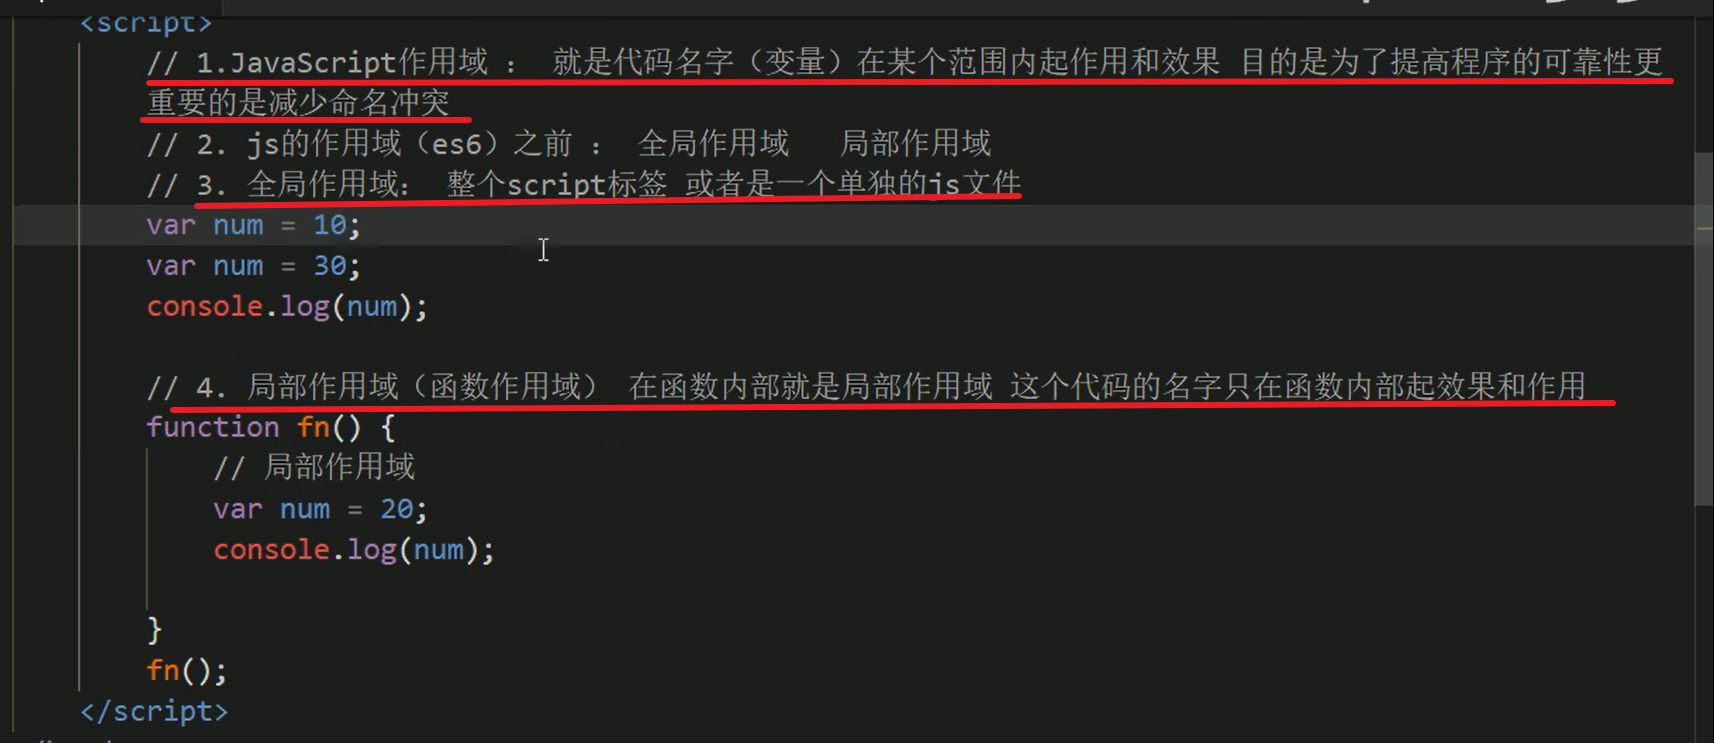 <script>
// 1.JavaScript作用域 ： 就是代码名字（变量）在某个范围内起作用和效果 目的是为了提高程序的可靠性更
重要的是减少命名冲突
// 2. js的作用域（es6）之前 ： 全局作用域   局部作用域
// 3. 全局作用域： 整个script标签 或者是一个单独的js文件
var num = 10;
var num = 30;
console.log(num);
// 4. 局部作用域（函数作用域） 在函数内部就是局部作用域 这个代码的名字只在函数内部起效果和作用
function fn() {
// 局部作用域
var num = 20;
console.log(num);
}
fn();
</script>